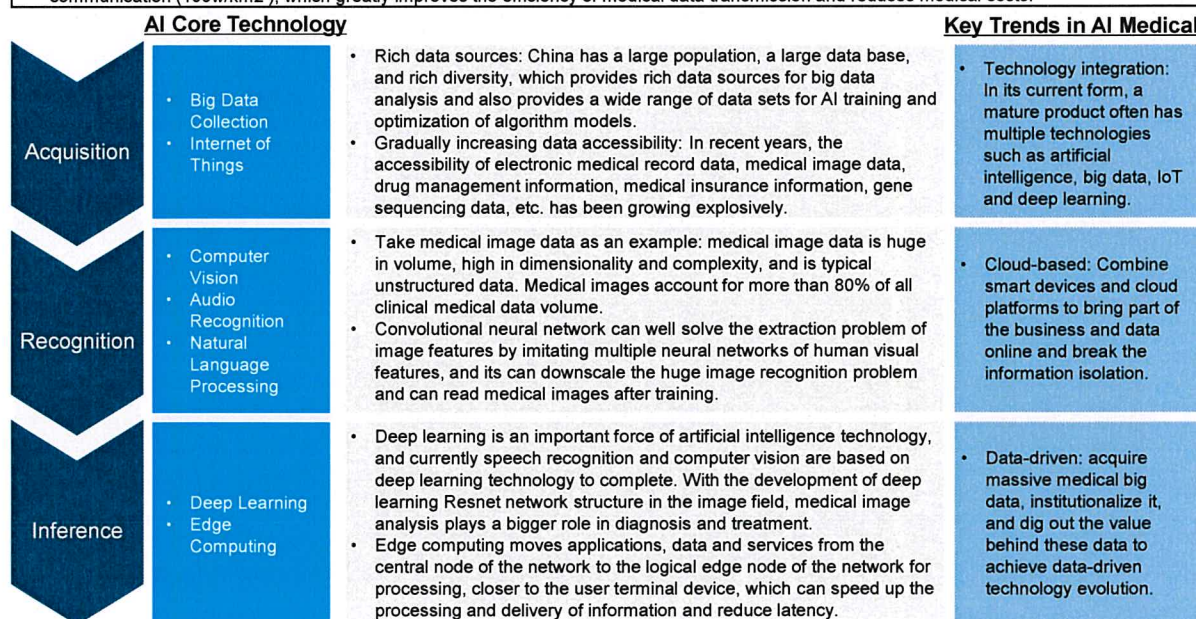 communication (100w/km2 ), which greatly improves the efficiency of medical data transmission and reduces medical costs.
AI Core Technology
Key Trends in AI Medical
Acquisition
• Big Data
Collection
• Internet of
Things
• Rich data sources: China has a large population, a large data base,
and rich diversity, which provides rich data sources for big data
analysis and also provides a wide range of data sets for AI training and
optimization of algorithm models.
• Gradually increasing data accessibility: In recent years, the
accessibility of electronic medical record data, medical image data,
drug management information, medical insurance information, gene
sequencing data, etc. has been growing explosively.
• Technology integration:
In its current form, a
mature product often has
multiple technologies
such as artificial
intelligence, big data, IoT
and deep learning.
Recognition
• Computer
Vision
• Audio
Recognition
• Natural
Language
Processing
• Take medical image data as an example: medical image data is huge
in volume, high in dimensionality and complexity, and is typical
unstructured data. Medical images account for more than 80% of all
clinical medical data volume.
• Convolutional neural network can well solve the extraction problem of
image features by imitating multiple neural networks of human visual
features, and its can downscale the huge image recognition problem
and can read medical images after training.
• Cloud-based: Combine
smart devices and cloud
platforms to bring part of
the business and data
online and break the
information isolation.
Inference
• Deep Learning
• Edge
Computing
• Deep learning is an important force of artificial intelligence technology,
and currently speech recognition and computer vision are based on
deep learning technology to complete. With the development of deep
learning Resnet network structure in the image field, medical image
analysis plays a bigger role in diagnosis and treatment.
• Edge computing moves applications, data and services from the
central node of the network to the logical edge node of the network for
processing, closer to the user terminal device, which can speed up the
processing and delivery of information and reduce latency.
• Data-driven: acquire
massive medical big
data, institutionalize it,
and dig out the value
behind these data to
achieve data-driven
technology evolution.